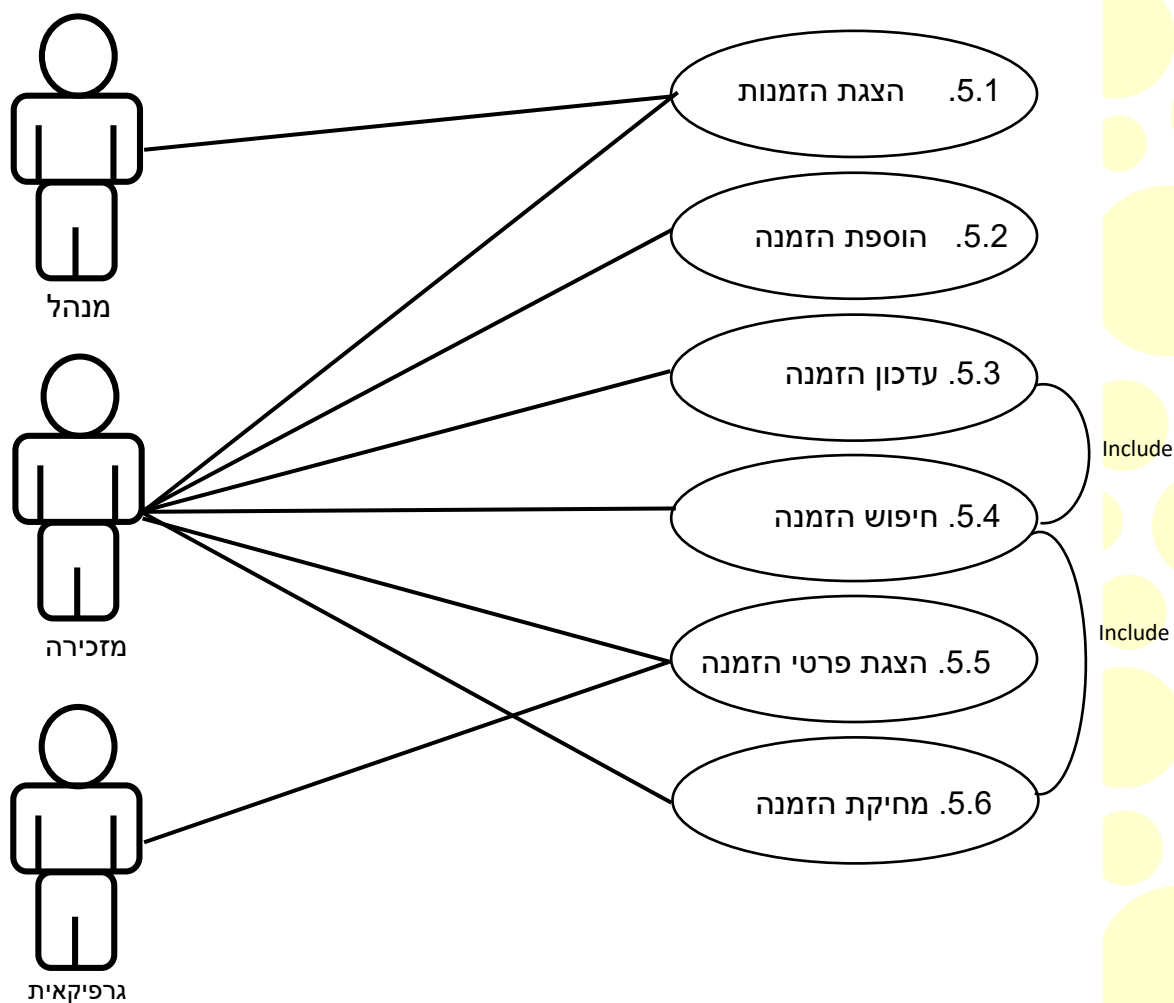 5.1. הצגת הזמנות
מנהל
5.2. הוספת הזמנה
5.3. עדכון הזמנה
Include
5.4. חיפוש הזמנה
מזכירה
Include
5.5. הצגת פרטי הזמנה
5.6. מחיקת הזמנה
גרפיקאית